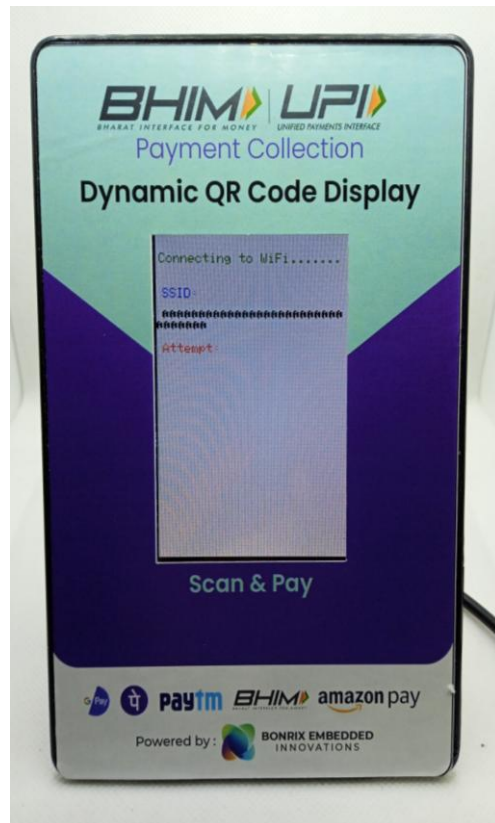 BHIM UPI
BHARAT INTERFACE FOR MONEY UNIFIED PAYMENTS INTERFACE
Payment Collection
Dynamic QR Code Display
Connecting to WiFi.......
SSID:
Attempt:
Scan & Pay
G Pay पे paytm BHIM amazon pay
Powered by : BONRIX EMBEDDED
INNOVATIONS